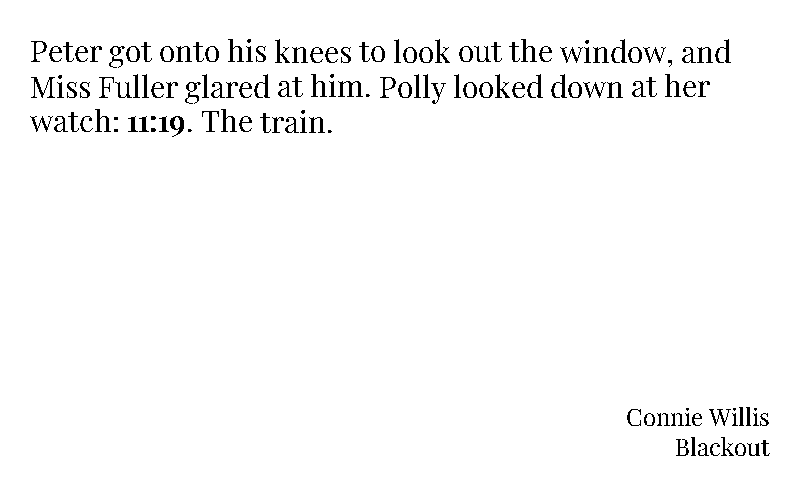 Peter got onto his knees to look out the window, and
Miss Fuller glared at him. Polly looked down at her
watch: 11:19. The train.
Connie Willis
Blackout